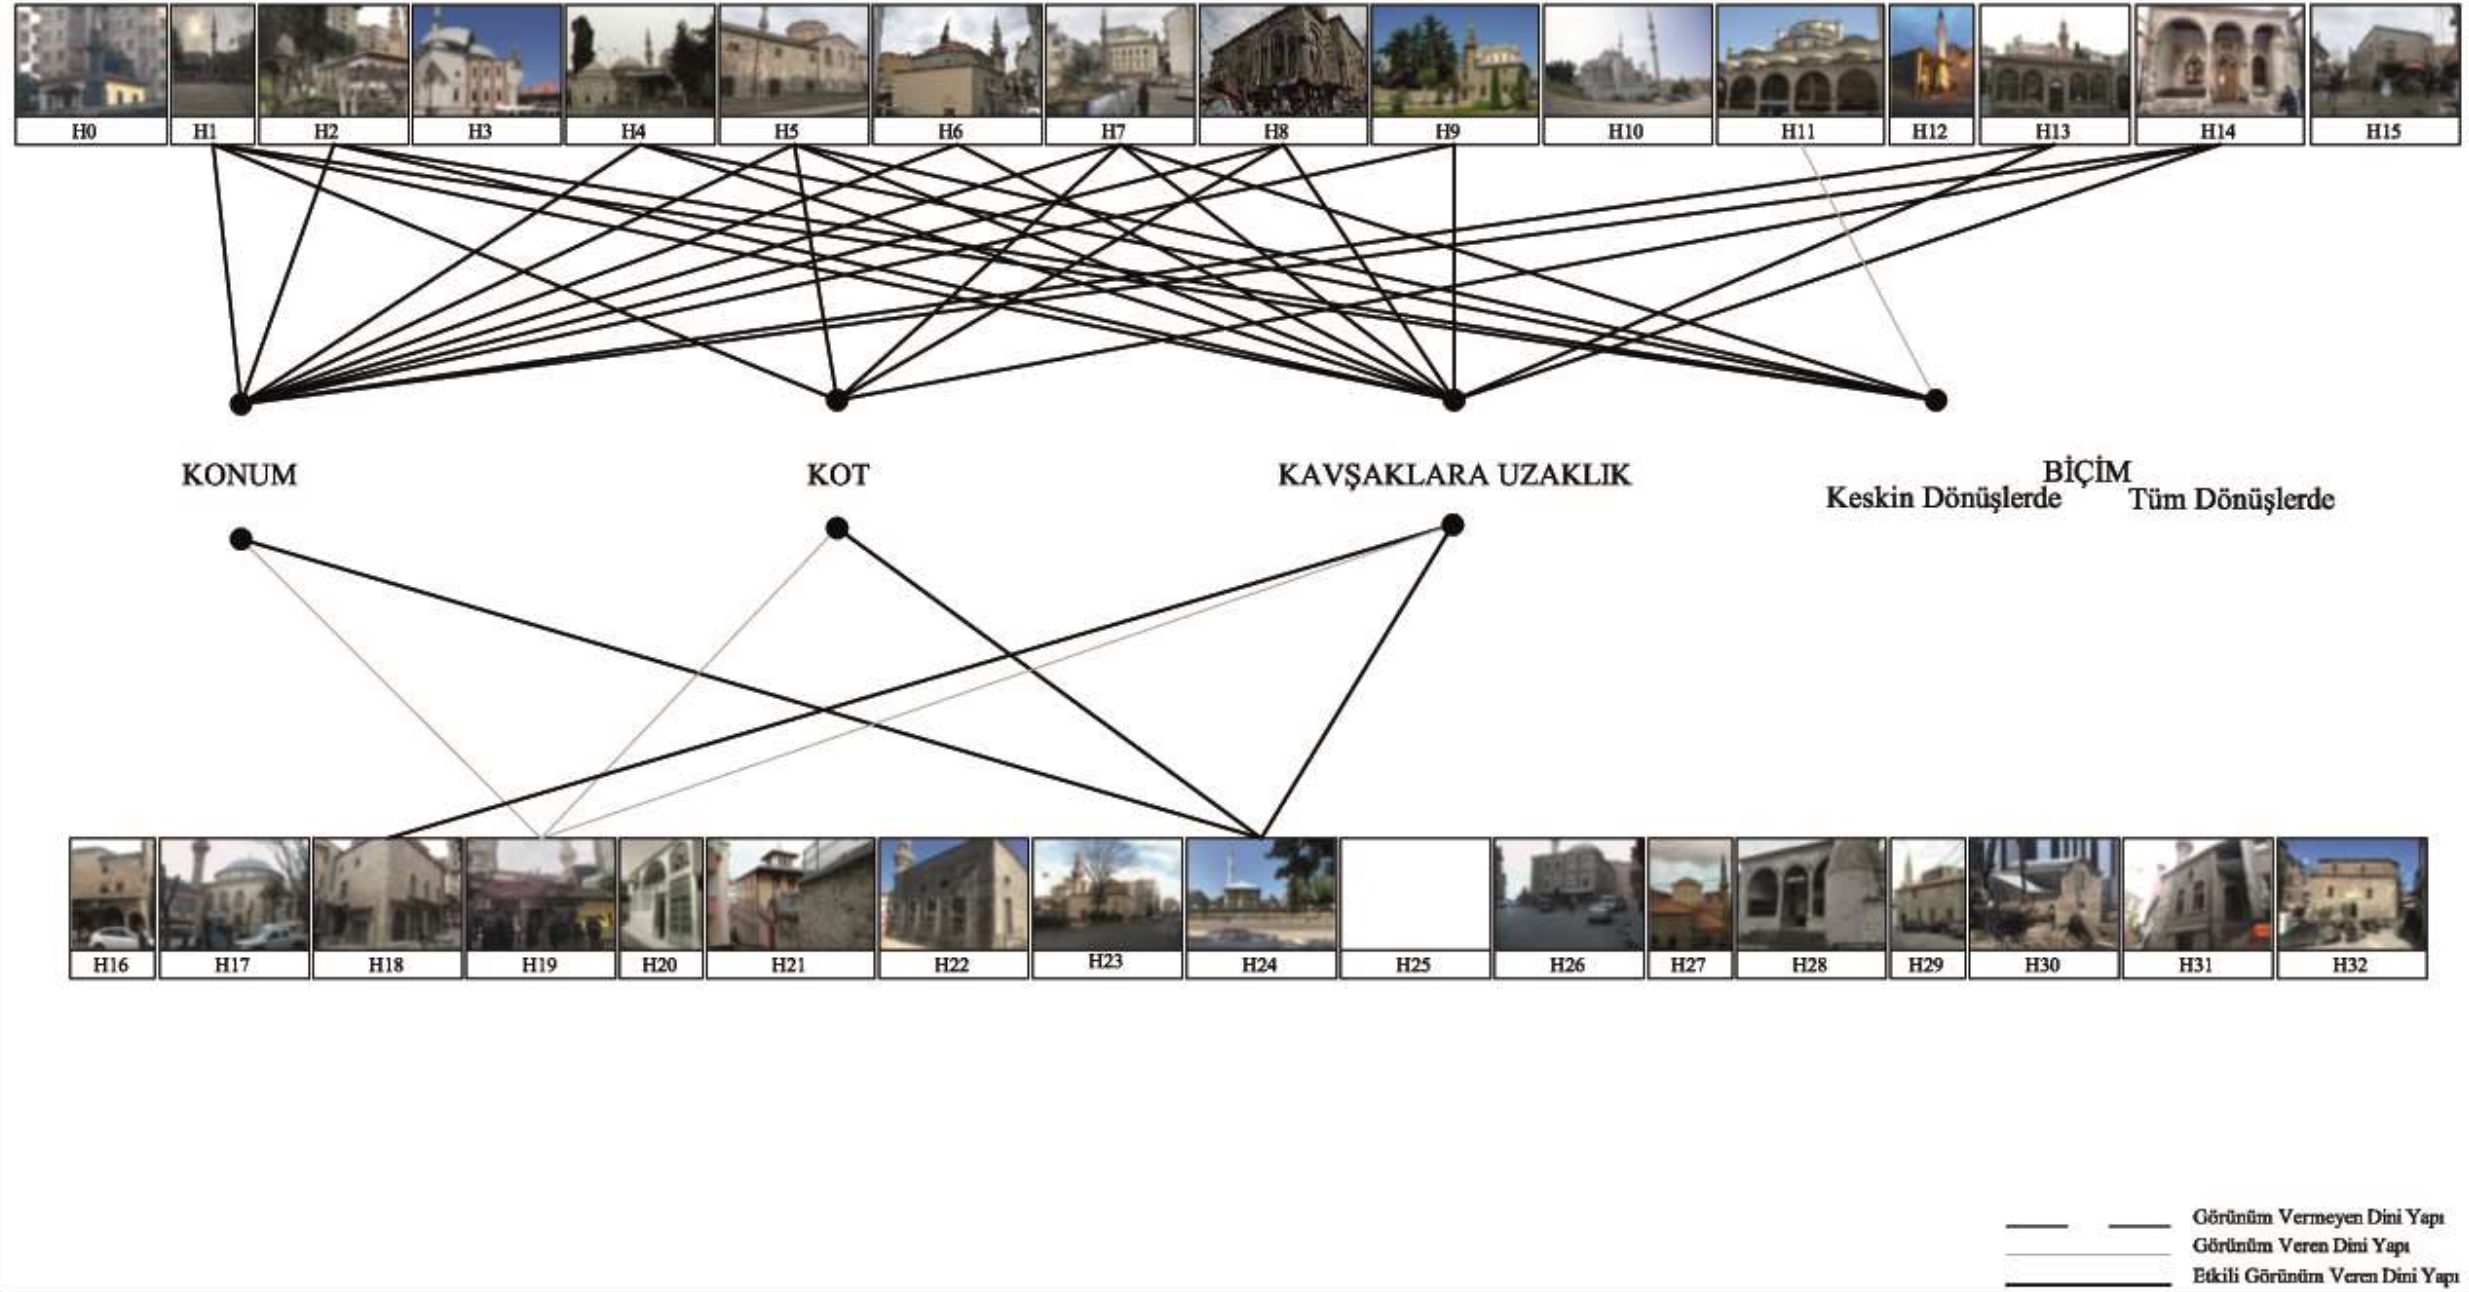 H0 H1 H2 H3 H4 H5 H6 H7 H8 H9 H10 H11 H12 H13 H14 H15
KONUM KOT KAVŞAKLARA UZAKLIK BİÇİM
Keskin Dönüşlerde Tüm Dönüşlerde
H16 H17 H18 H19 H20 H21 H22 H23 H24 H25 H26 H27 H28 H29 H30 H31 H32
Görünüm Vermeyen Dini Yapı
Görünüm Veren Dini Yapı
Etkili Görünüm Veren Dini Yapı